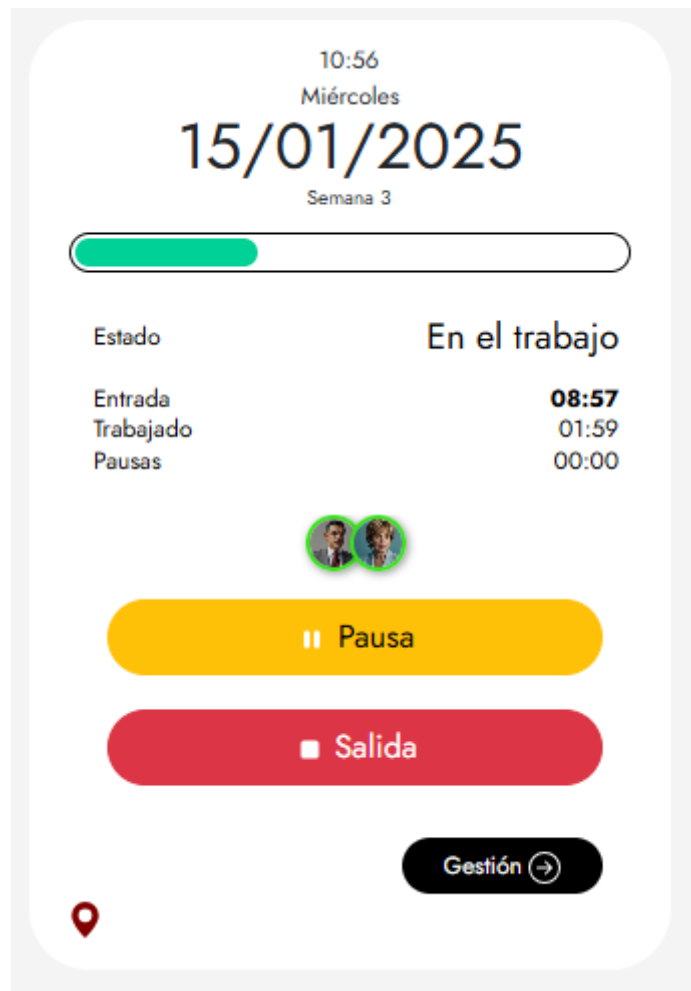 10:56
Miércoles
15/01/2025
Semana 3
Estado En el trabajo
Entrada 08:57
Trabajado 01:59
Pausas 00:00
Pausa
Salida
Gestión